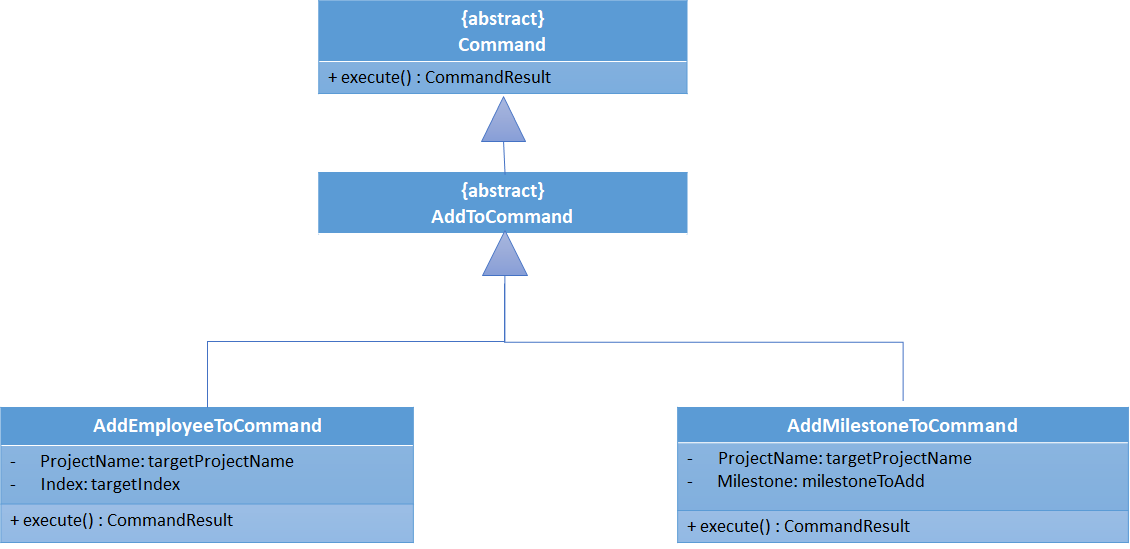 {abstract}
Command
+ execute() : CommandResult
{abstract}
AddToCommand
AddEmployeeToCommand
- ProjectName: targetProjectName
- Index: targetIndex
+ execute() : CommandResult
AddMilestoneToCommand
- ProjectName: targetProjectName
- Milestone: milestoneToAdd
+ execute() : CommandResult